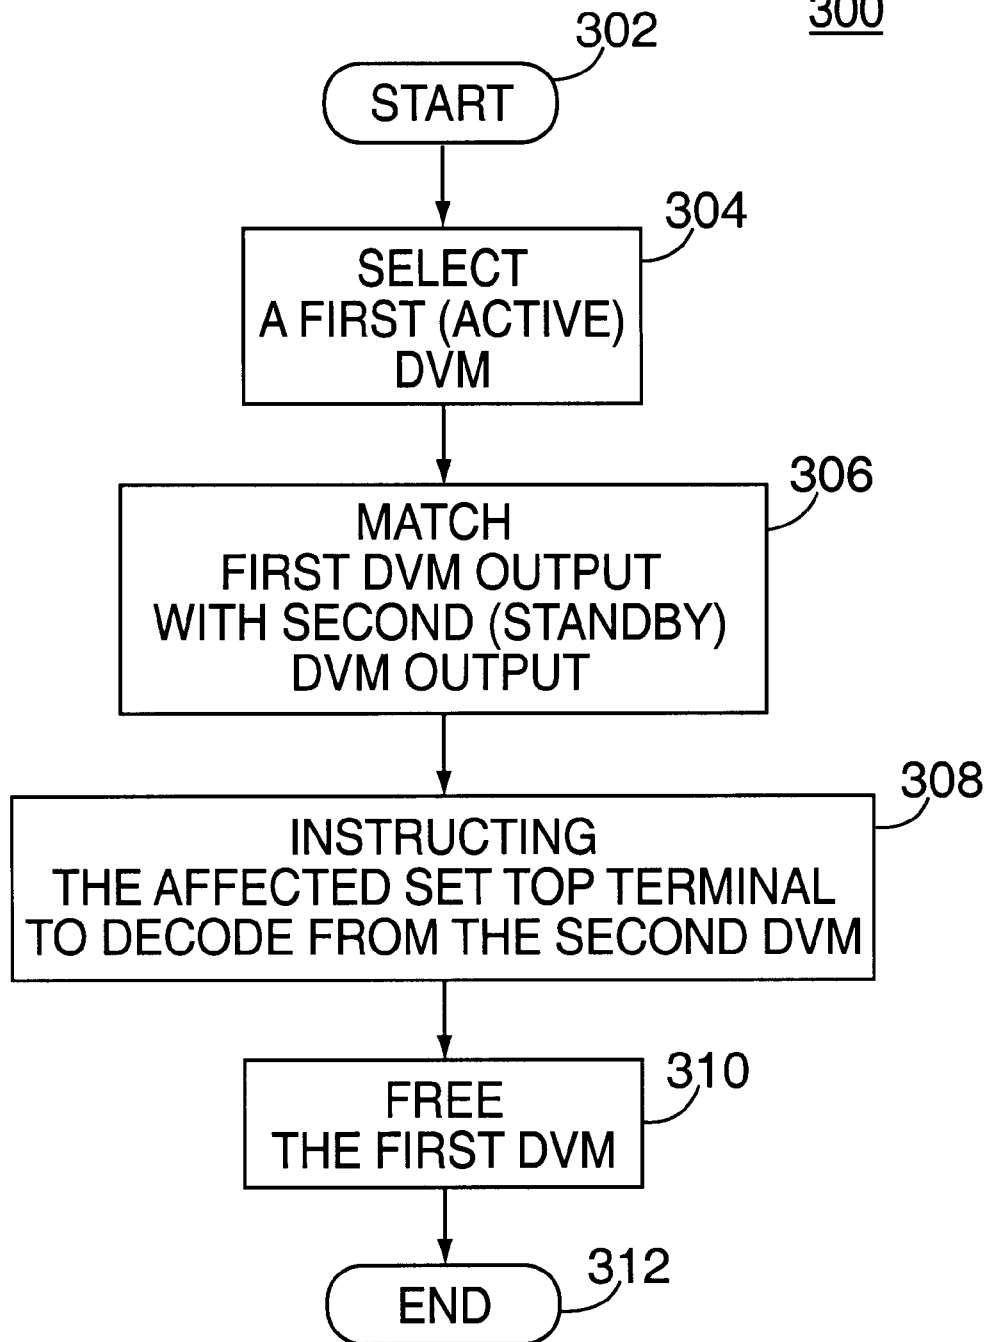 300
302
START
304
SELECT
A FIRST (ACTIVE)
DVM
306
MATCH
FIRST DVM OUTPUT
WITH SECOND (STANDBY)
DVM OUTPUT
308
INSTRUCTING
THE AFFECTED SET TOP TERMINAL
TO DECODE FROM THE SECOND DVM
310
FREE
THE FIRST DVM
312
END